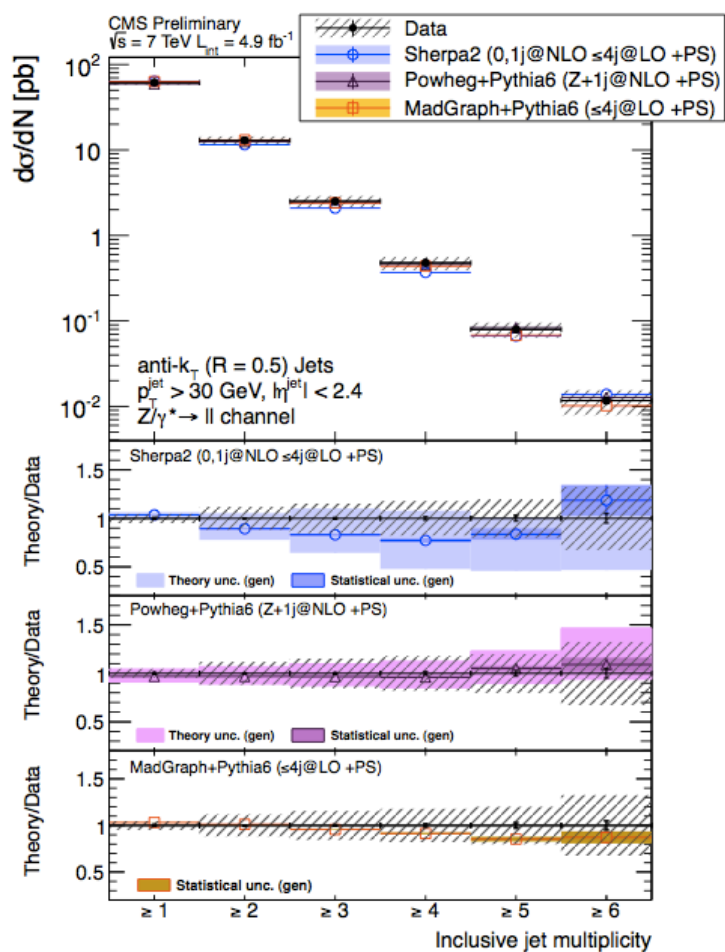 CMS Preliminary
√s = 7 TeV L_int = 4.9 fb⁻¹
Data
Sherpa2 (0,1j@NLO ≤4j@LO +PS)
Powheg+Pythia6 (Z+1j@NLO +PS)
MadGraph+Pythia6 (≤4j@LO +PS)
dσ/dN [pb]
10²
10
1
10⁻¹
10⁻²
anti-k_T (R = 0.5) Jets
p_T^jet > 30 GeV, |η^jet| < 2.4
Z/γ* → ll channel
Theory/Data
Sherpa2 (0,1j@NLO ≤4j@LO +PS)
1.5
1
0.5
Theory unc. (gen)
Statistical unc. (gen)
Theory/Data
Powheg+Pythia6 (Z+1j@NLO +PS)
1.5
1
0.5
Theory unc. (gen)
Statistical unc. (gen)
Theory/Data
MadGraph+Pythia6 (≤4j@LO +PS)
1.5
1
0.5
Statistical unc. (gen)
≥ 1 ≥ 2 ≥ 3 ≥ 4 ≥ 5 ≥ 6
Inclusive jet multiplicity